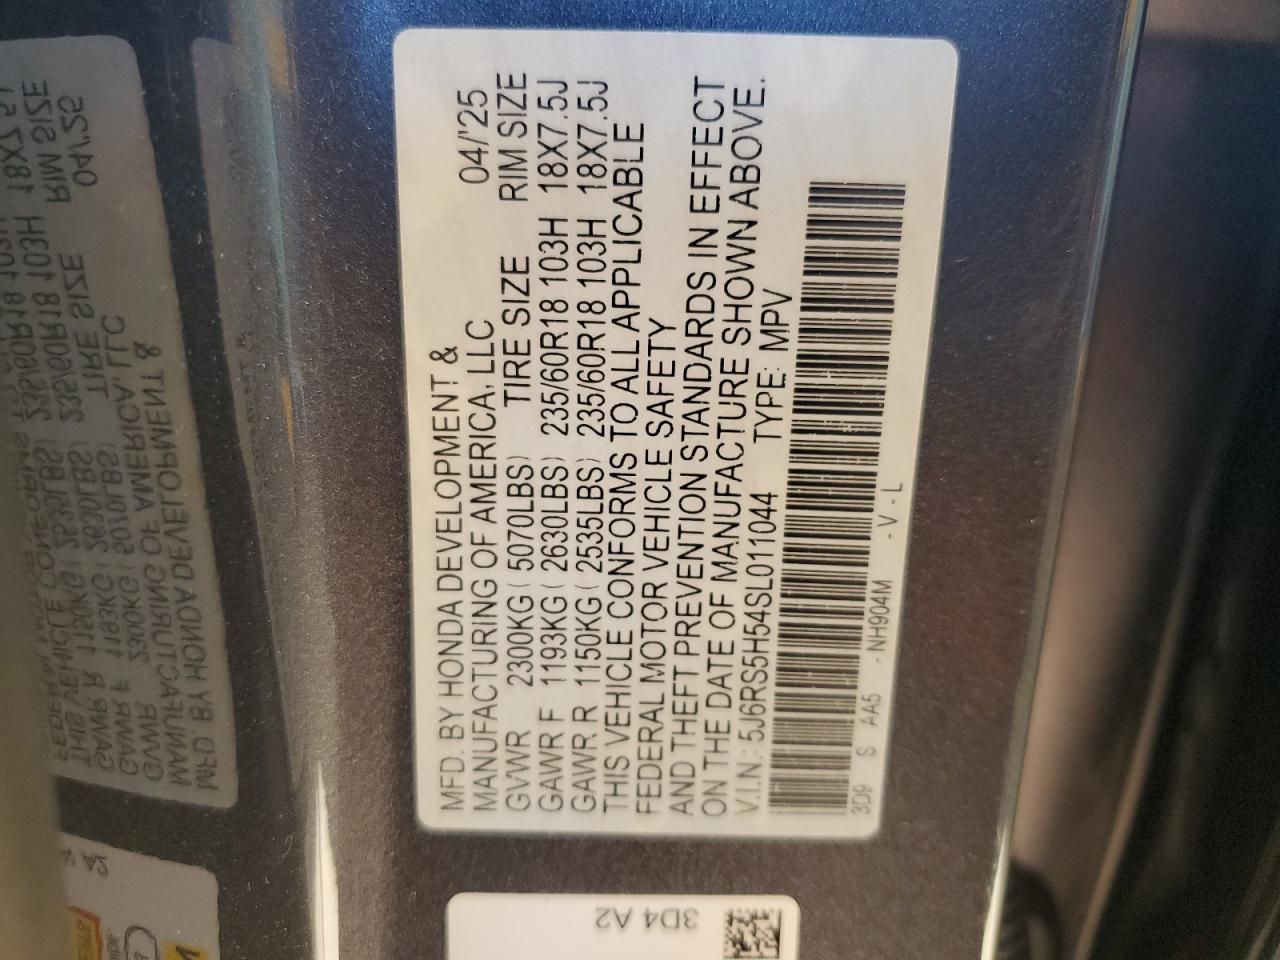 MFD. BY HONDA DEVELOPMENT &
MANUFACTURING OF AMERICA, LLC 04/'25
GVWR 2300KG ( 5070LBS) TIRE SIZE RIM SIZE
GAWR F 1193KG ( 2630LBS) 235/60R18 103H 18X7.5J
GAWR R 1150KG ( 2535LBS) 235/60R18 103H 18X7.5J
THIS VEHICLE CONFORMS TO ALL APPLICABLE
FEDERAL MOTOR VEHICLE SAFETY
AND THEFT PREVENTION STANDARDS IN EFFECT
ON THE DATE OF MANUFACTURE SHOWN ABOVE.
V.I.N.: 5J6RS5H54SL011044 TYPE: MPV
3D9 S AA5 - NH904M - V - L
3D4 A2